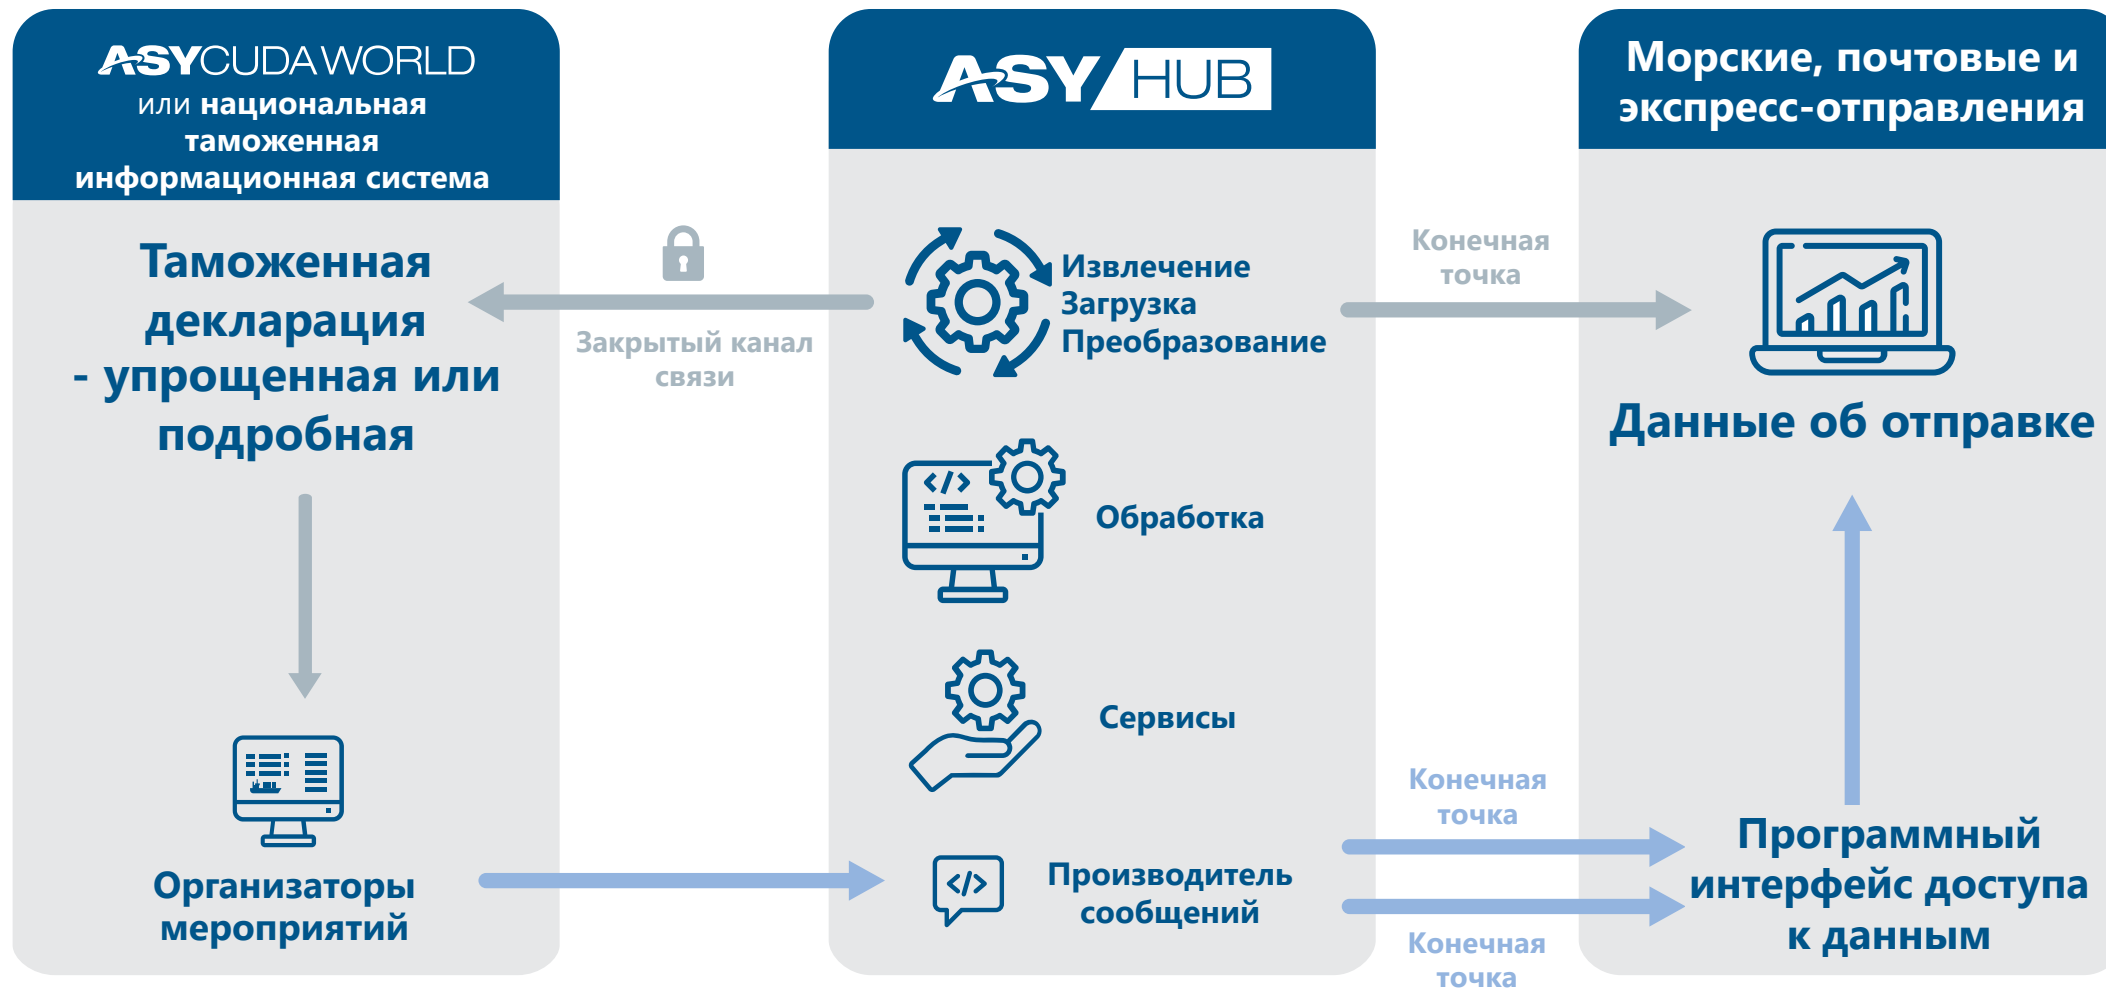 ASYCUDAWORLD
или национальная
таможенная
информационная система
Таможенная
декларация
- упрощенная или
подробная
Организаторы
мероприятий
Закрытый канал
связи
ASY HUB
Извлечение
Загрузка
Преобразование
Обработка
</>
Сервисы
</>
Производитель
сообщений
Конечная
точка
Конечная
точка
Конечная
точка
Морские, почтовые и
экспресс-отправления
Данные об отправке
Программный
интерфейс доступа
к данным